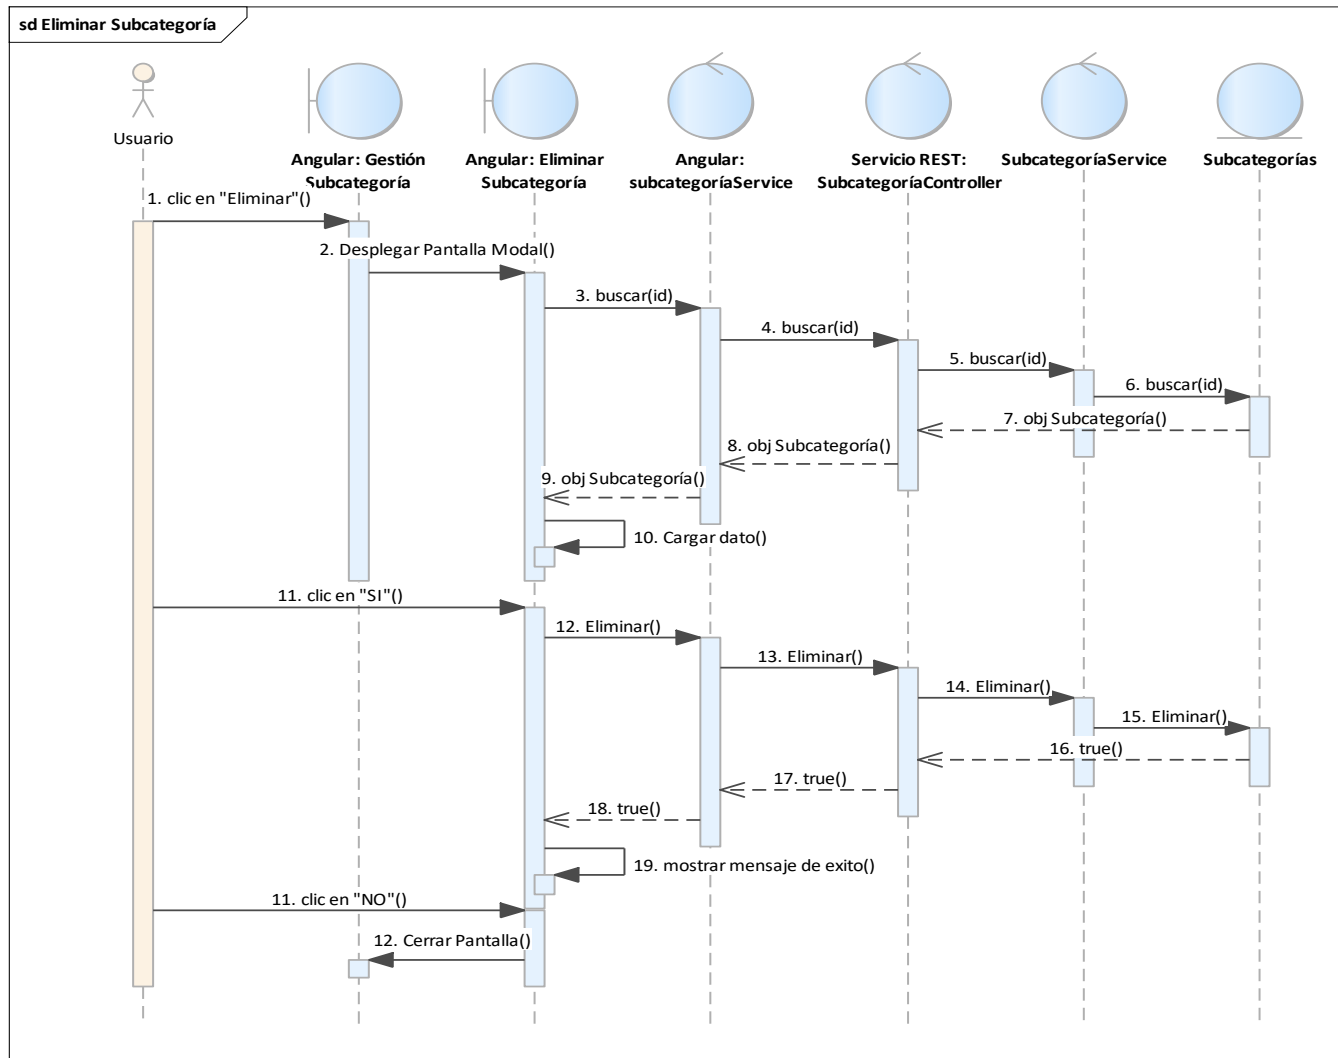 sd Eliminar Subcategoría
Usuario
Angular: Gestión
Subcategoría
Angular: Eliminar
Subcategoría
Angular:
subcategoríaService
Servicio REST:
SubcategoríaController
SubcategoríaService
Subcategorías
1. clic en "Eliminar"()
2. Desplegar Pantalla Modal()
3. buscar(id)
4. buscar(id)
5. buscar(id)
6. buscar(id)
7. obj Subcategoría()
8. obj Subcategoría()
9. obj Subcategoría()
10. Cargar dato()
11. clic en "SI"()
12. Eliminar()
13. Eliminar()
14. Eliminar()
15. Eliminar()
16. true()
17. true()
18. true()
19. mostrar mensaje de exito()
11. clic en "NO"()
12. Cerrar Pantalla()